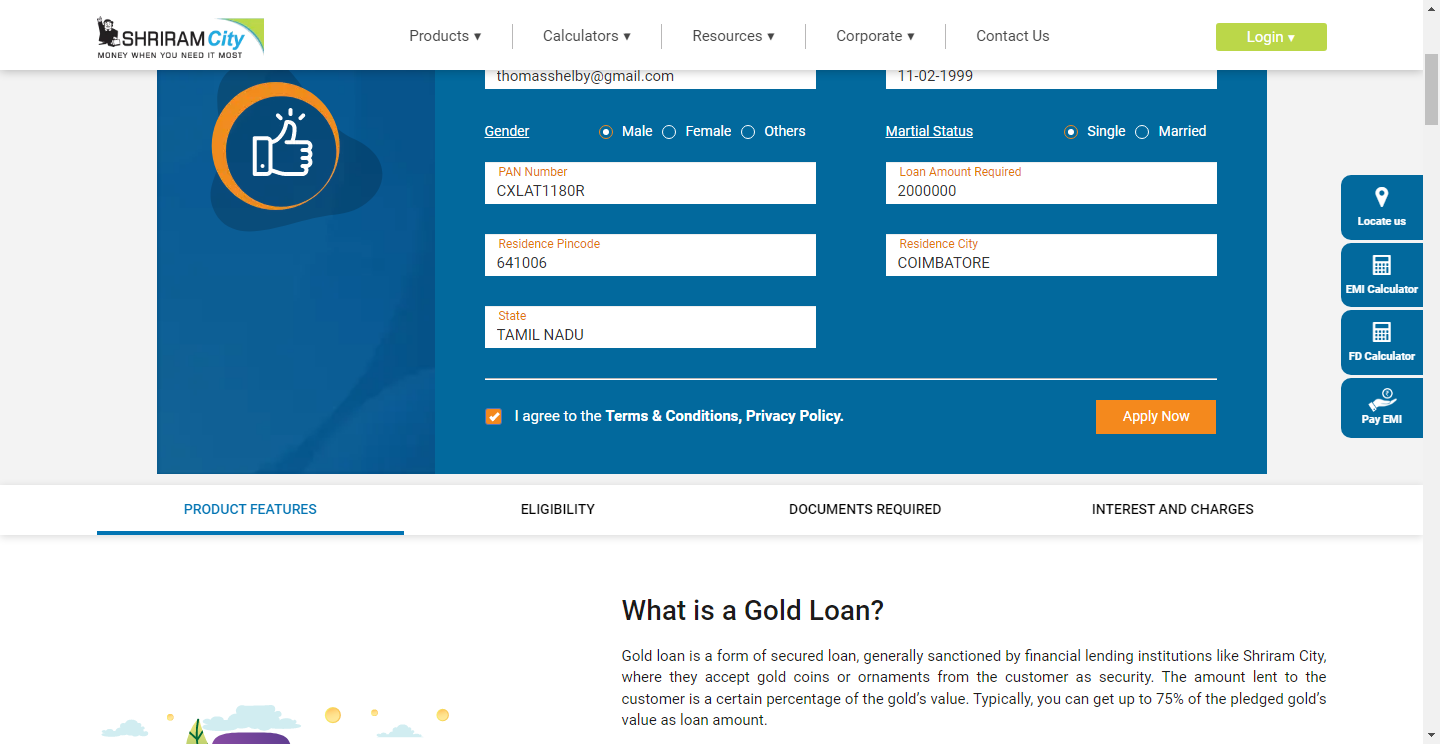 SHRIRAM City
MONEY WHEN YOU NEED IT MOST
Products ▾
Calculators ▾
Resources ▾
Corporate ▾
Contact Us
Login ▾
thomasshelby@gmail.com
11-02-1999
Gender
Male
Female
Others
Martial Status
Single
Married
PAN Number
CXLAT1180R
Loan Amount Required
2000000
Residence Pincode
641006
Residence City
COIMBATORE
State
TAMIL NADU
I agree to the Terms & Conditions, Privacy Policy.
Apply Now
Locate us
EMI Calculator
FD Calculator
Pay EMI
PRODUCT FEATURES
ELIGIBILITY
DOCUMENTS REQUIRED
INTEREST AND CHARGES
What is a Gold Loan?
Gold loan is a form of secured loan, generally sanctioned by financial lending institutions like Shriram City,
where they accept gold coins or ornaments from the customer as security. The amount lent to the
customer is a certain percentage of the gold’s value. Typically, you can get up to 75% of the pledged gold’s
value as loan amount.